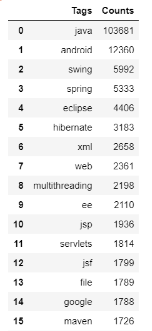 Tags Counts
0 java 103681
1 android 12360
2 swing 5992
3 spring 5333
4 eclipse 4406
5 hibernate 3183
6 xml 2658
7 web 2361
8 multithreading 2198
9 ee 2110
10 jsp 1936
11 servlets 1814
12 jsf 1799
13 file 1789
14 google 1788
15 maven 1726